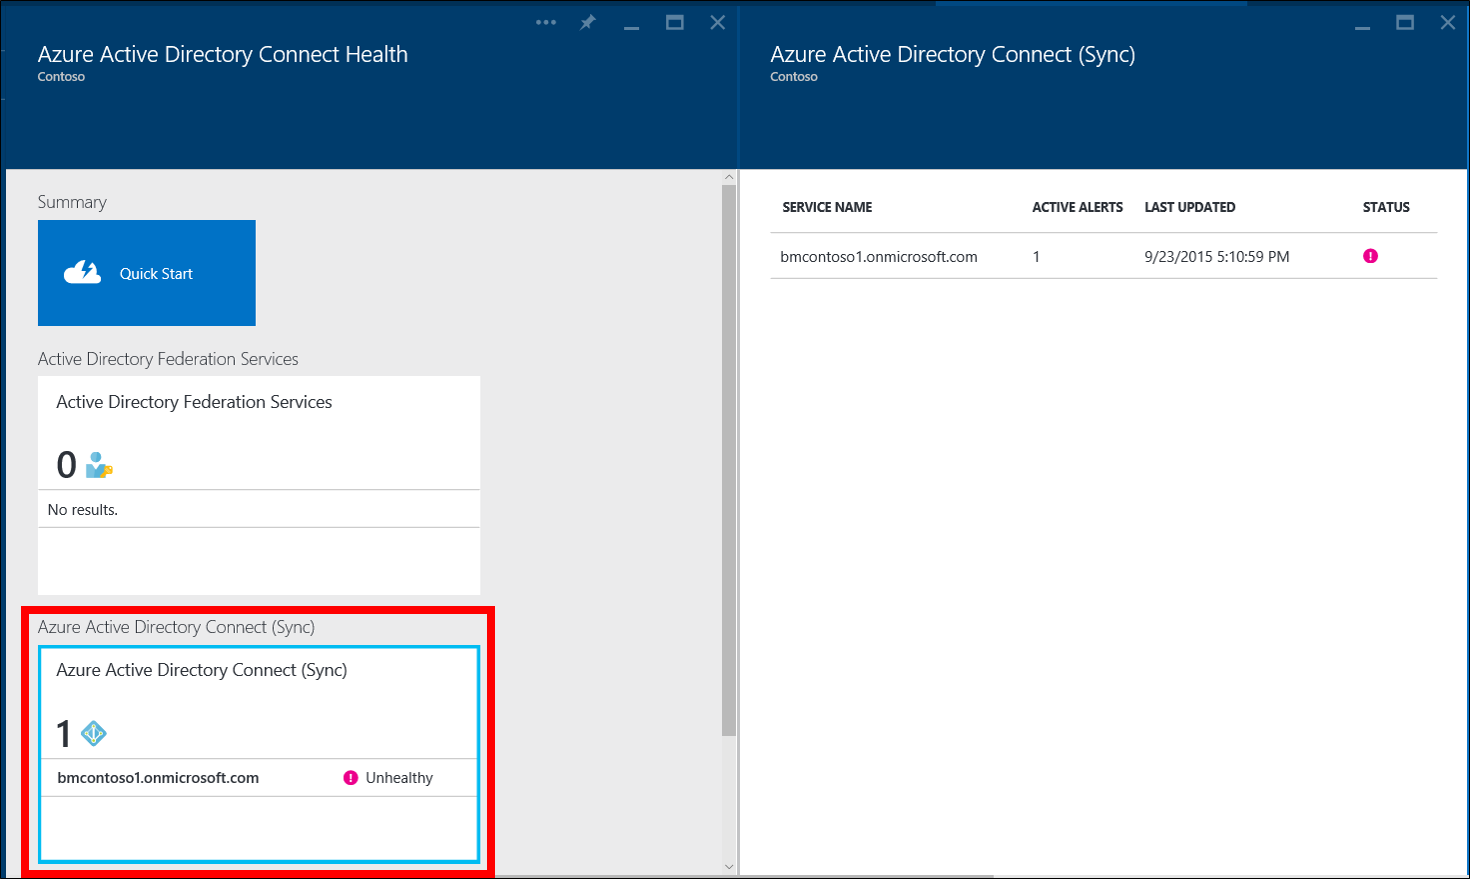 Azure Active Directory Connect Health
Contoso
Summary
Quick Start
Active Directory Federation Services
Active Directory Federation Services
0
No results.
Azure Active Directory Connect (Sync)
Azure Active Directory Connect (Sync)
1
bmcontoso1.onmicrosoft.com Unhealthy
Azure Active Directory Connect (Sync)
Contoso
SERVICE NAME ACTIVE ALERTS LAST UPDATED STATUS
bmcontoso1.onmicrosoft.com 1 9/23/2015 5:10:59 PM